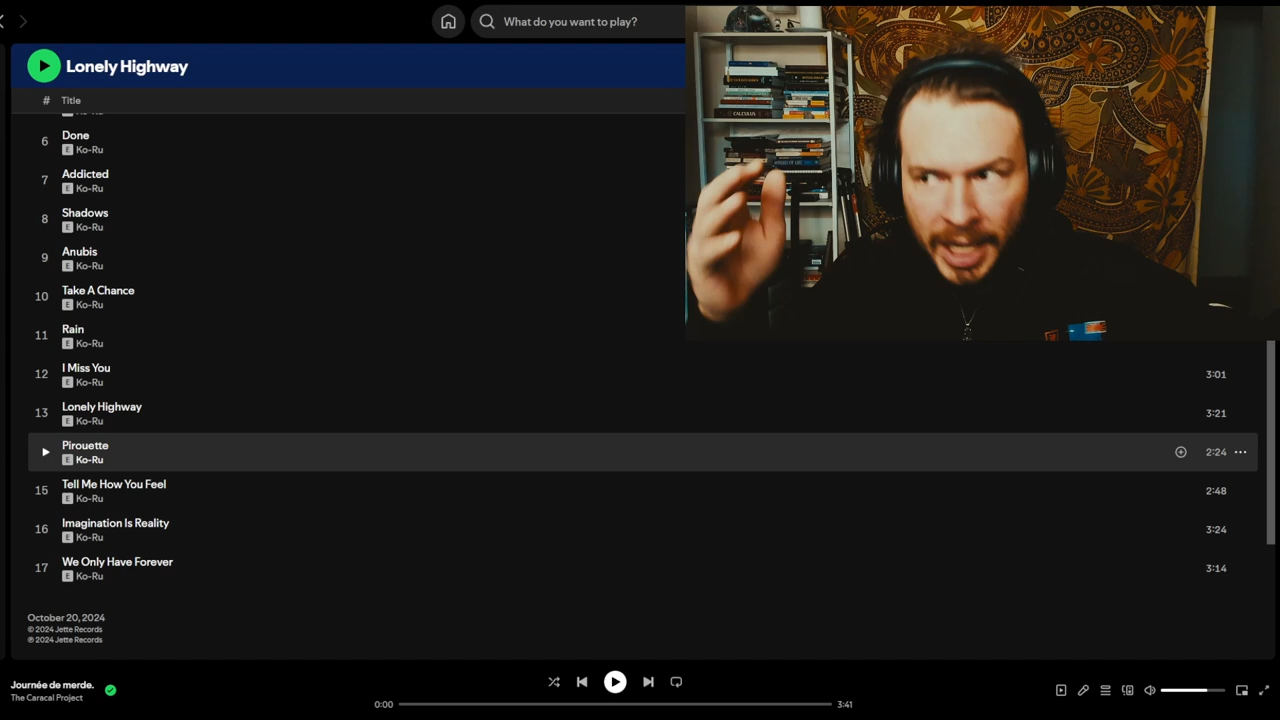 What do you want to play?
Lonely Highway
# Title
6 Done
E Ko-Ru
7 Addicted
E Ko-Ru
8 Shadows
E Ko-Ru
9 Anubis
E Ko-Ru
10 Take A Chance
E Ko-Ru
11 Rain
E Ko-Ru
12 I Miss You 3:01
E Ko-Ru
13 Lonely Highway 3:21
E Ko-Ru
Pirouette 2:24
E Ko-Ru
15 Tell Me How You Feel 2:48
E Ko-Ru
16 Imagination Is Reality 3:24
E Ko-Ru
17 We Only Have Forever 3:14
E Ko-Ru
October 20, 2024
© 2024 Jette Records
℗ 2024 Jette Records
Journée de merde.
The Caracal Project
0:00 3:41
CALCULUS